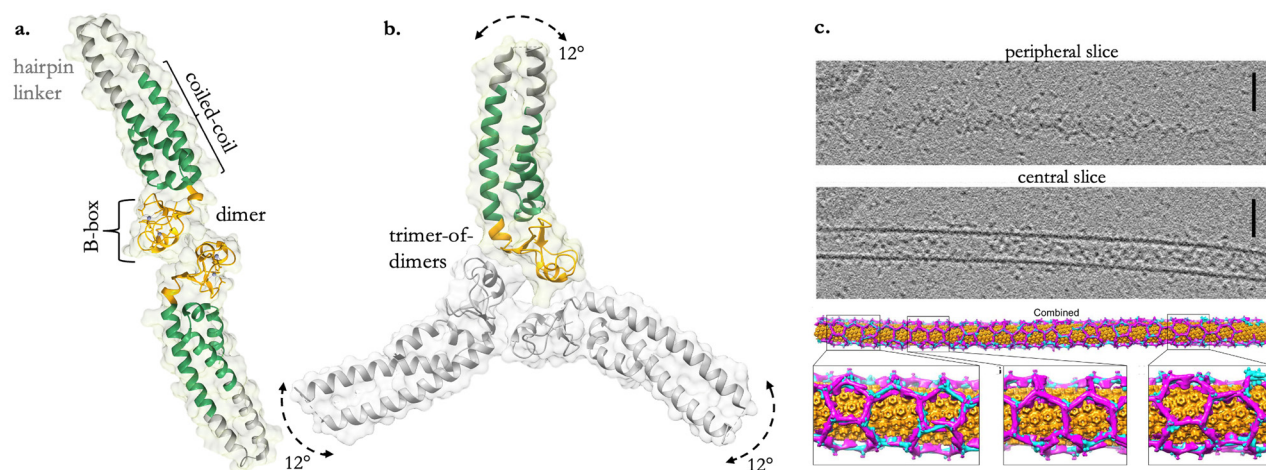 a.
hairpin
linker
coiled-coil
B-box
dimer
b.
12°
trimer-of-
dimers
12°
12°
c.
peripheral slice
central slice
Combined